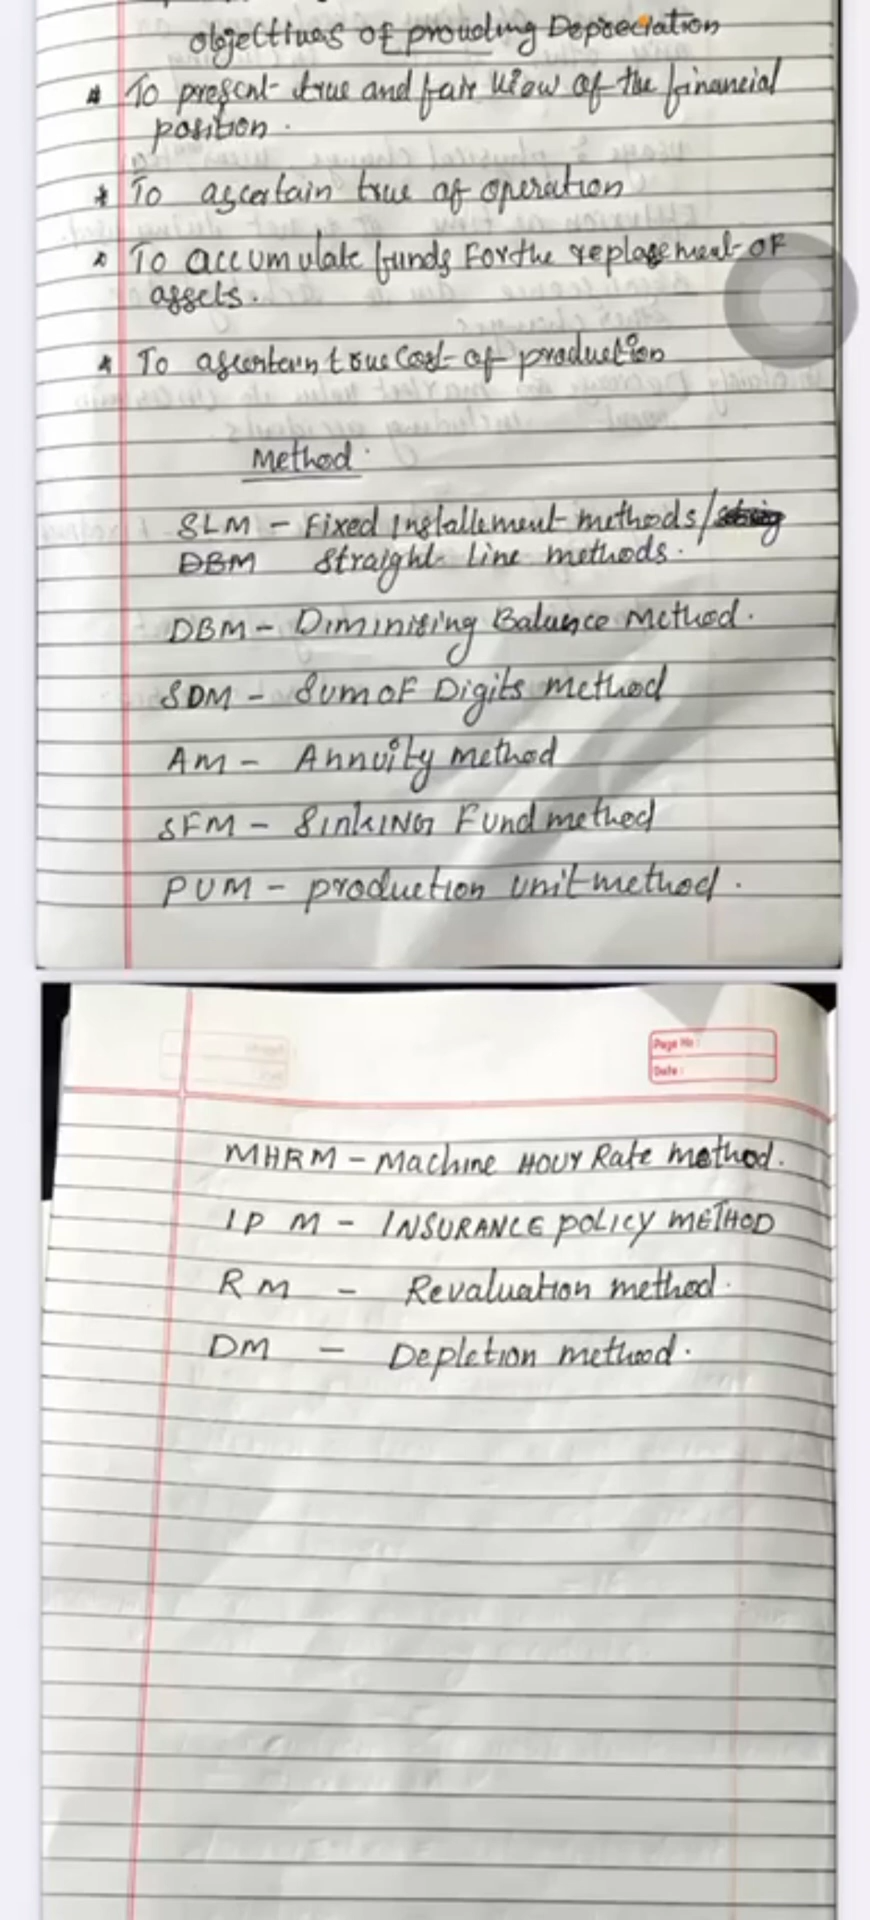 objectives of providing Depreciation
* To present true and fair view of the financial
position.
* To ascertain true of operation
* To accumulate funds For the replacement OF
assets.
* To ascertain true Cost of production
Method.
SLM - Fixed Installement methods/
DBM Straight Line methods.
DBM - Diminising Balance Method.
SDM - Sum OF Digits method
AM - Annuity method
SFM - SINKING Fund method
PUM - production unit method.
Page No:
Date:
MHRM - Machine HOUR Rate method.
IPM - INSURANCE POLICY METHOD
RM - Revaluation method.
DM - Depletion method.